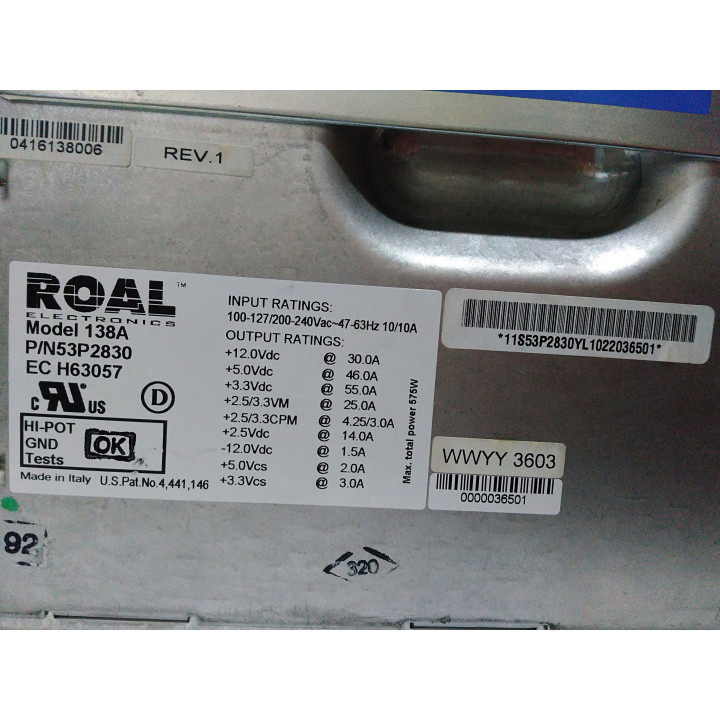 0416138006
REV.1
ROAL™
ELECTRONICS
Model 138A
P/N53P2830
EC H63057
c RU US
D
HI-POT
GND
Tests
OK
Made in Italy U.S.Pat.No.4,441,146
INPUT RATINGS:
100-127/200-240Vac~47-63Hz 10/10A
OUTPUT RATINGS:
+12.0Vdc @ 30.0A
+5.0Vdc @ 46.0A
+3.3Vdc @ 55.0A
+2.5/3.3VM @ 25.0A
+2.5/3.3CPM @ 4.25/3.0A
+2.5Vdc @ 14.0A
-12.0Vdc @ 1.5A
+5.0Vcs @ 2.0A
+3.3Vcs @ 3.0A
Max. total power 575W
*11S53P2830YL1022036501*
WWYY 3603
0000036501
92
320